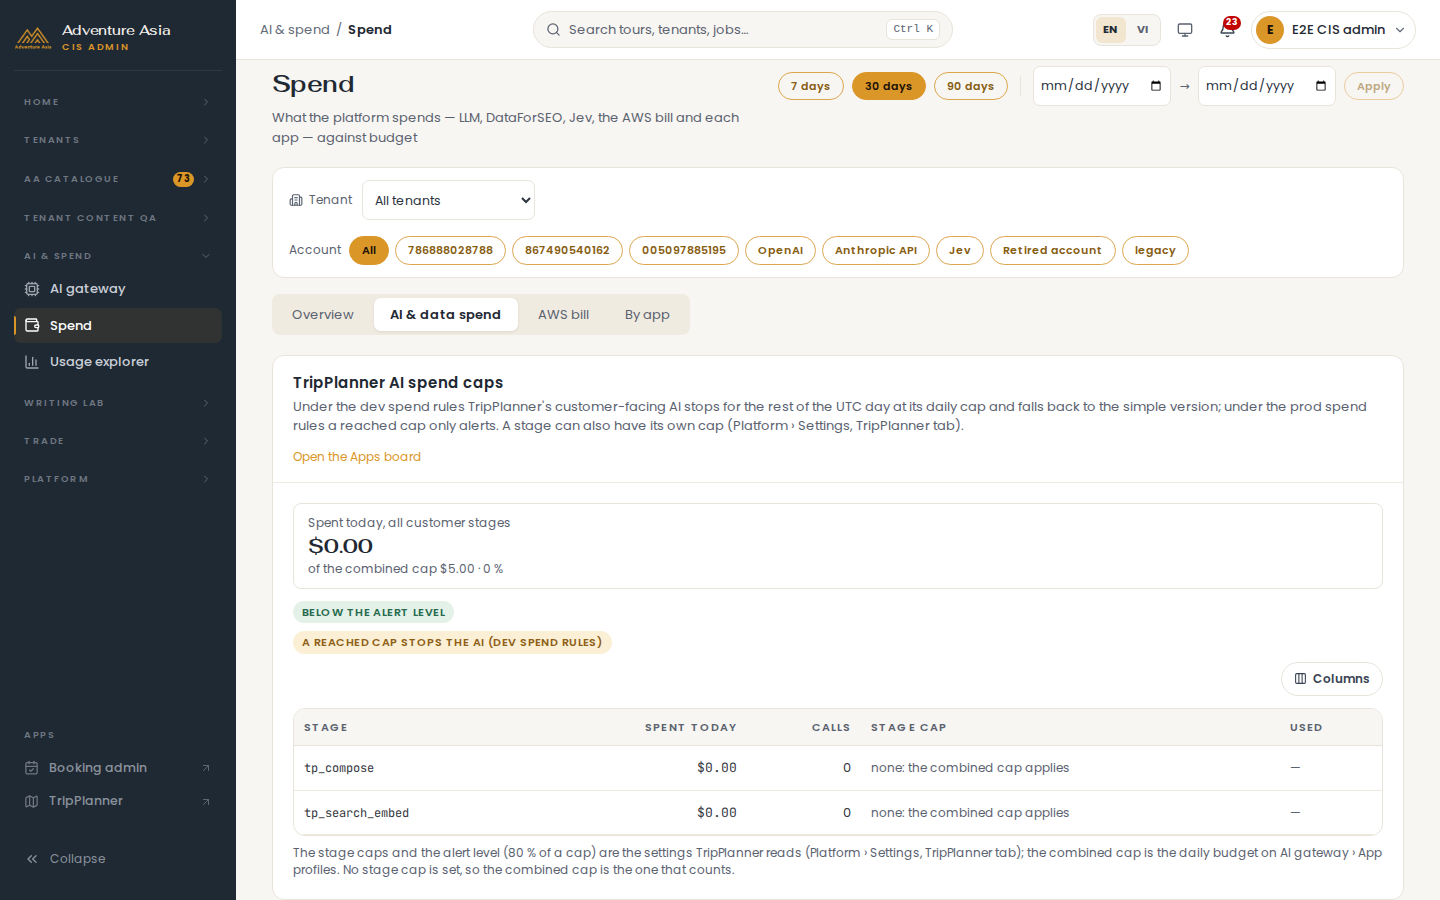 Adventure Asia
CIS ADMIN
Adventure Asia
HOME
TENANTS
AA CATALOGUE 73
TENANT CONTENT QA
AI & SPEND
AI gateway
Spend
Usage explorer
WRITING LAB
TRADE
PLATFORM
APPS
Booking admin
TripPlanner
Collapse
AI & spend / Spend
Search tours, tenants, jobs… Ctrl K
EN VI
23
E E2E CIS admin
Spend
7 days 30 days 90 days mm/dd/yyyy → mm/dd/yyyy Apply
What the platform spends — LLM, DataForSEO, Jev, the AWS bill and each
app — against budget
Tenant All tenants
Account All 786888028788 867490540162 005097885195 OpenAI Anthropic API Jev Retired account legacy
Overview AI & data spend AWS bill By app
TripPlanner AI spend caps
Under the dev spend rules TripPlanner's customer-facing AI stops for the rest of the UTC day at its daily cap and falls back to the simple version; under the prod spend
rules a reached cap only alerts. A stage can also have its own cap (Platform › Settings, TripPlanner tab).
Open the Apps board
Spent today, all customer stages
$0.00
of the combined cap $5.00 · 0 %
BELOW THE ALERT LEVEL
A REACHED CAP STOPS THE AI (DEV SPEND RULES)
Columns
STAGE SPENT TODAY CALLS STAGE CAP USED
tp_compose $0.00 0 none: the combined cap applies —
tp_search_embed $0.00 0 none: the combined cap applies —
The stage caps and the alert level (80 % of a cap) are the settings TripPlanner reads (Platform › Settings, TripPlanner tab); the combined cap is the daily budget on AI gateway › App
profiles. No stage cap is set, so the combined cap is the one that counts.